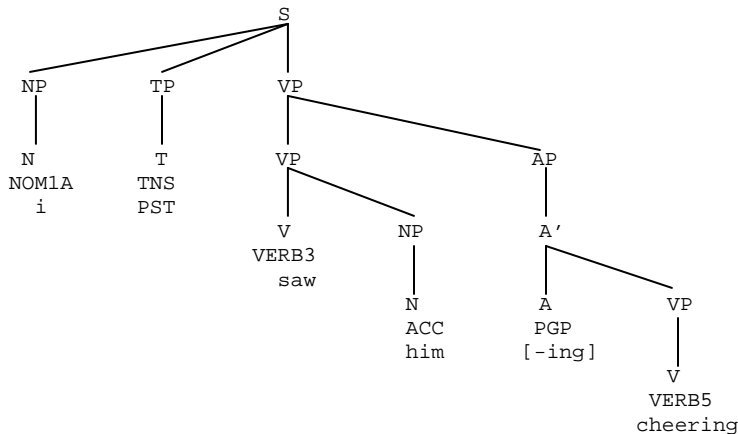 S
NP TP VP
N T VP AP
NOM1A TNS
i PST
V NP A′
VERB3
saw
N A VP
ACC PGP
him [-ing]
V
VERB5
cheering